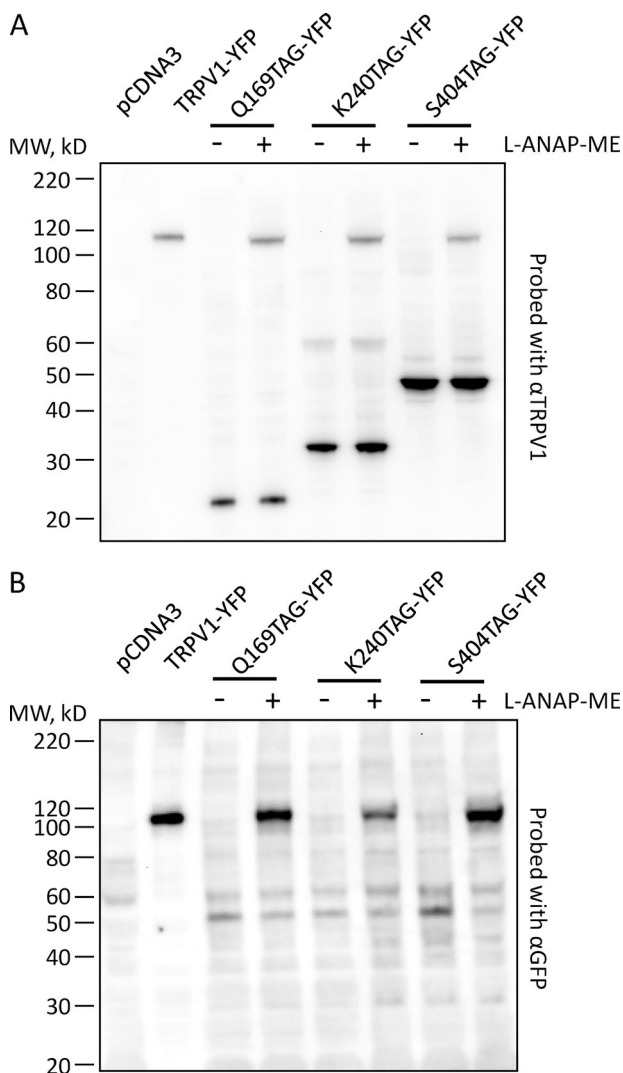 A
pCDNA3
TRPV1-YFP
Q169TAG-YFP
K240TAG-YFP
S404TAG-YFP
MW, kD
- + - + - + L-ANAP-ME
220
120
100
80
60
50
40
30
20
Probed with αTRPV1
B
pCDNA3
TRPV1-YFP
Q169TAG-YFP
K240TAG-YFP
S404TAG-YFP
- + - + - + L-ANAP-ME
MW, kD
220
120
100
80
60
50
40
30
20
Probed with αGFP